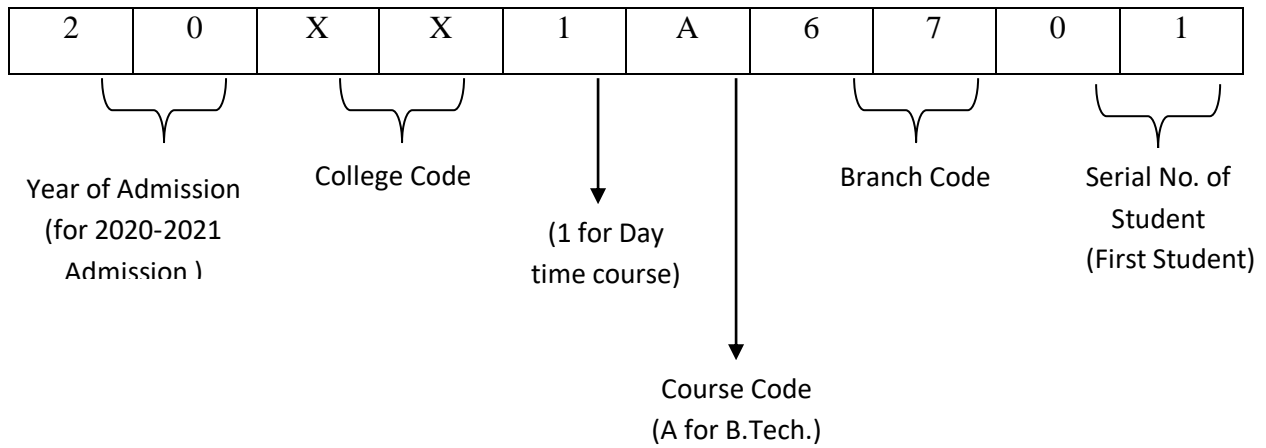 2 0 X X 1 A 6 7 0 1
Year of Admission
(for 2020-2021
Admission )
College Code
(1 for Day
time course)
Course Code
(A for B.Tech.)
Branch Code
Serial No. of
Student
(First Student)